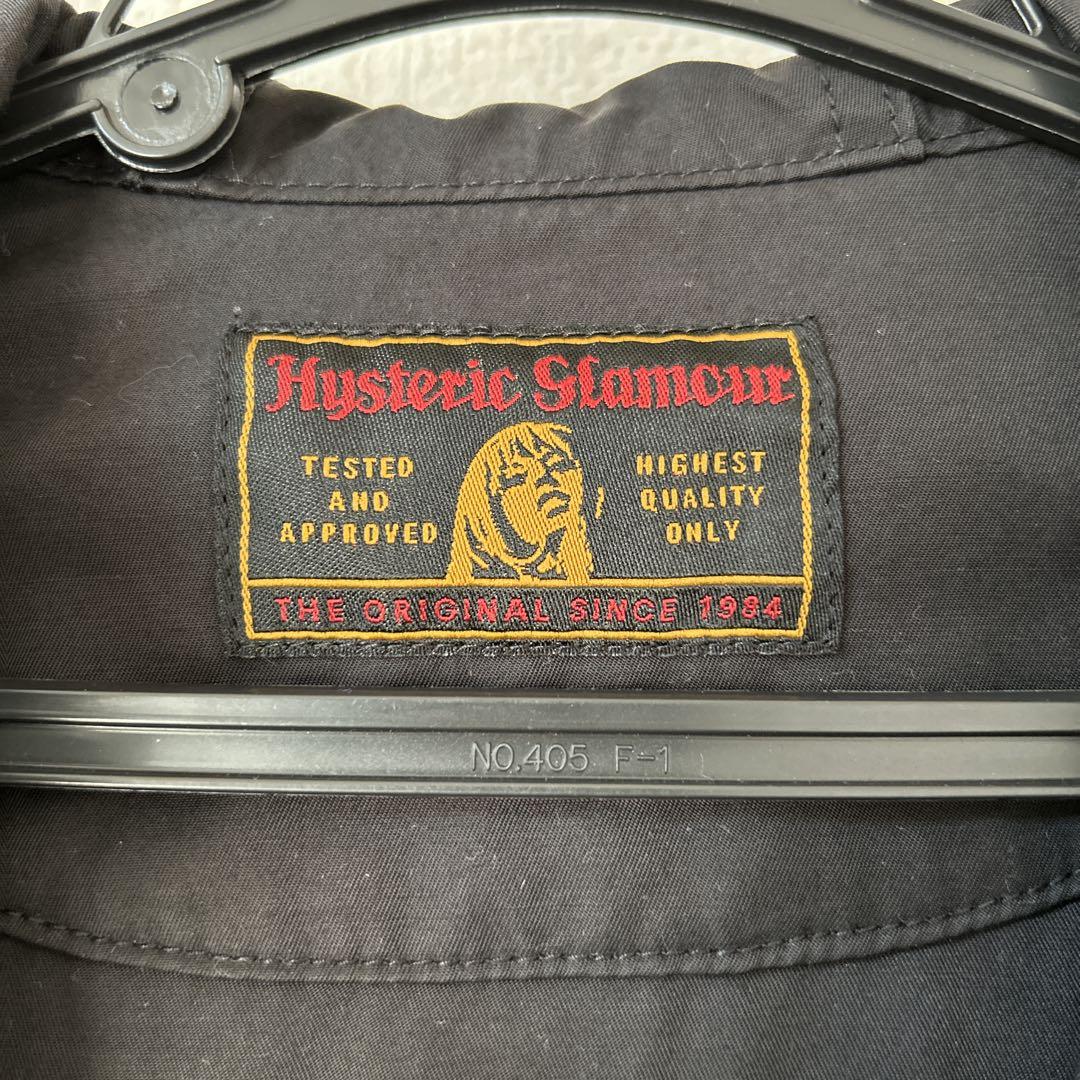 Hysteric Glamour
TESTED
AND
APPROVED
HIGHEST
QUALITY
ONLY
THE ORIGINAL SINCE 1984
NO.405 F-1